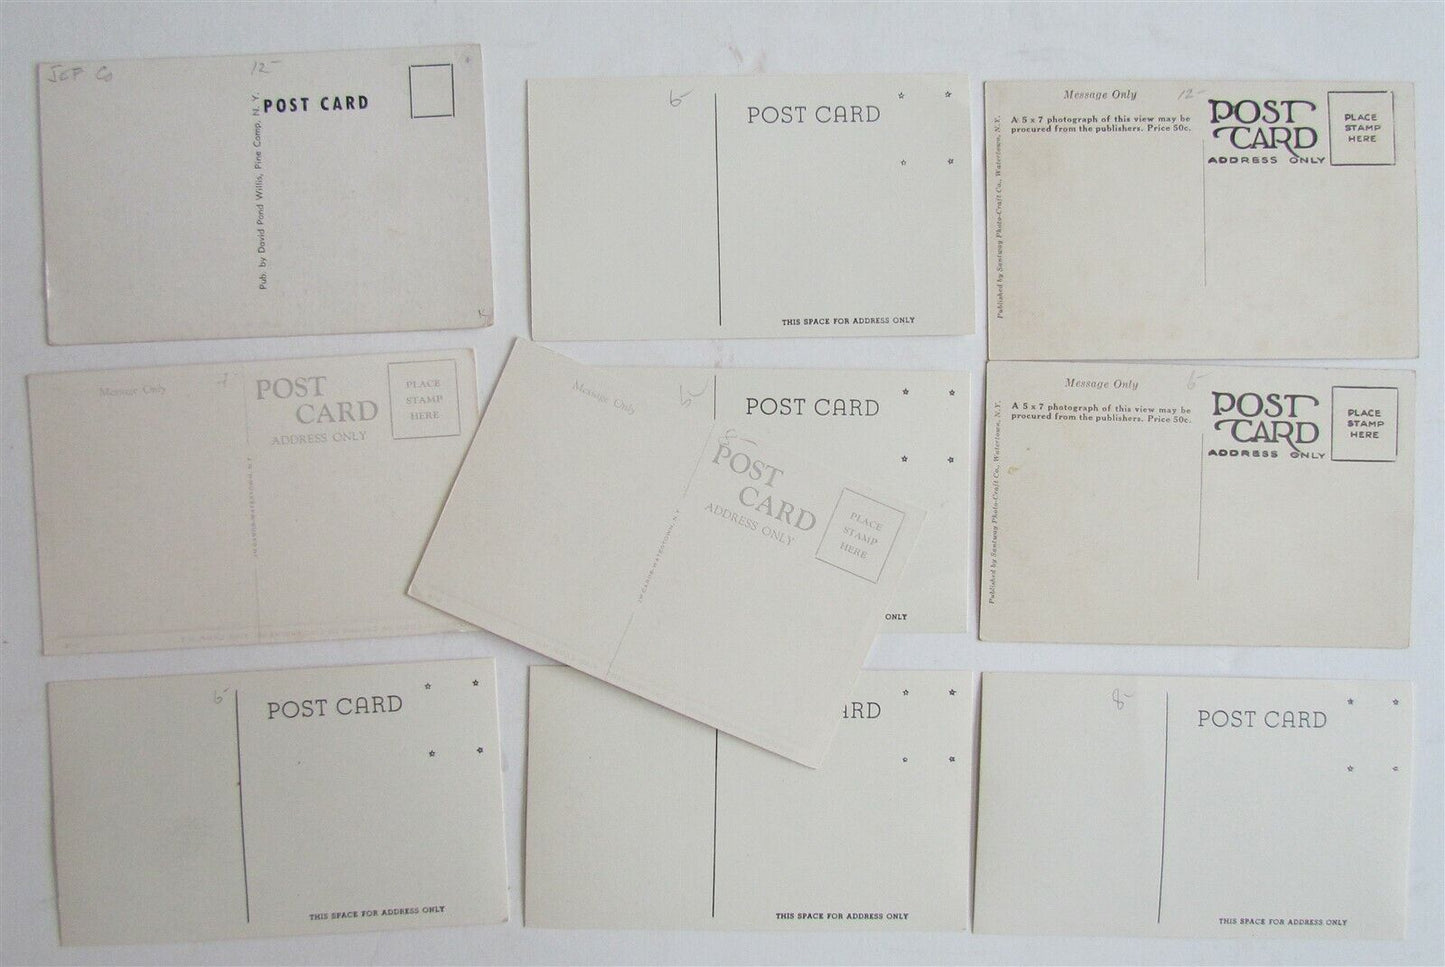 JEF Co
12-
POST CARD
Pub. by David Pond Willis, Pine Camp, N. Y.
6-
POST CARD
THIS SPACE FOR ADDRESS ONLY
Message Only
12-
A 5 x 7 photograph of this view may be
procured from the publishers. Price 50c.
POST
CARD
ADDRESS ONLY
PLACE
STAMP
HERE
Published by Santway Photo-Craft Co., Watertown, N.Y.
Message Only
7-
POST
CARD
ADDRESS ONLY
PLACE
STAMP
HERE
Message Only
8-
POST
CARD
ADDRESS ONLY
PLACE
STAMP
HERE
POST CARD
ONLY
Message Only
6-
A 5 x 7 photograph of this view may be
procured from the publishers. Price 50c.
POST
CARD
ADDRESS ONLY
PLACE
STAMP
HERE
Published by Santway Photo-Craft Co., Watertown, N.Y.
6-
POST CARD
THIS SPACE FOR ADDRESS ONLY
ARD
THIS SPACE FOR ADDRESS ONLY
8-
POST CARD
THIS SPACE FOR ADDRESS ONLY